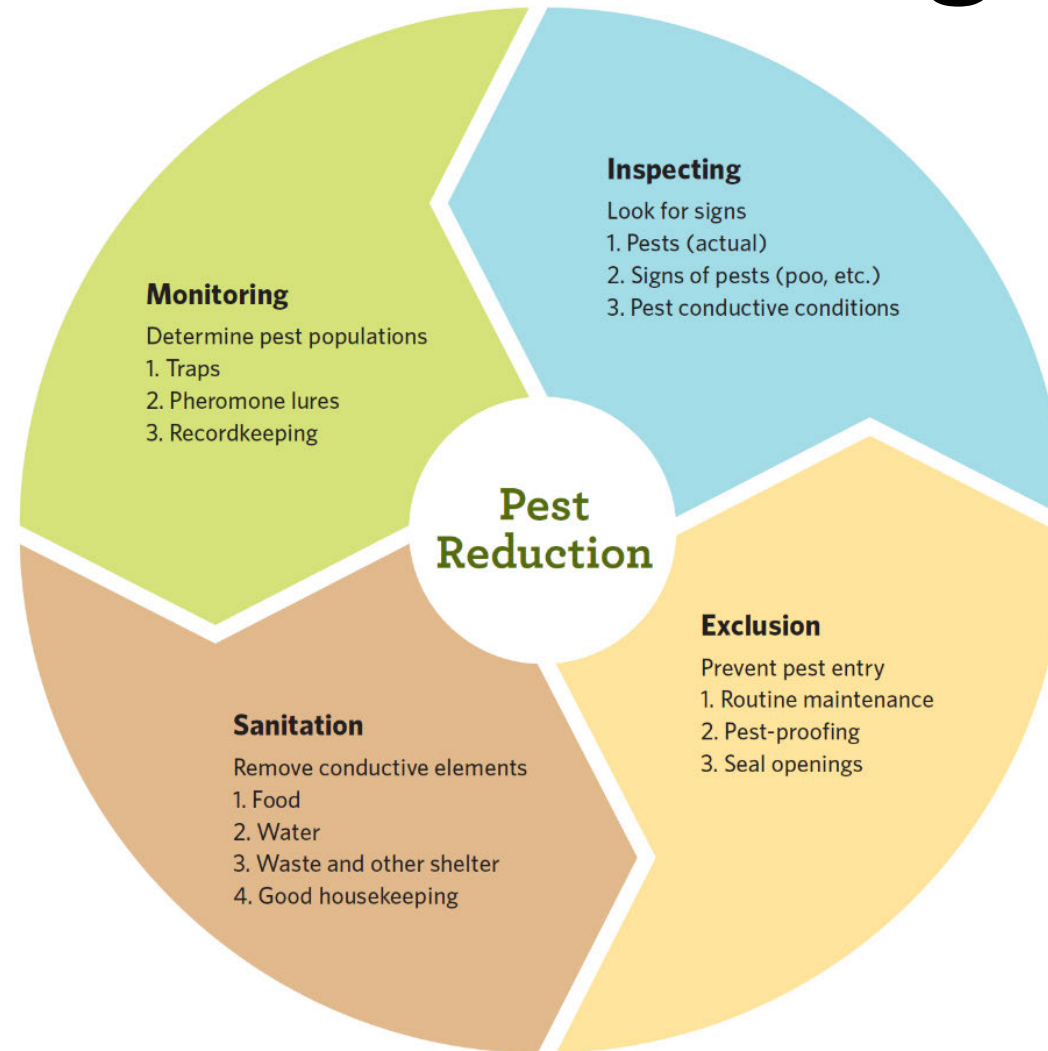 Inspecting
Look for signs
1. Pests (actual)
2. Signs of pests (poo, etc.)
3. Pest conductive conditions
Monitoring
Determine pest populations
1. Traps
2. Pheromone lures
3. Recordkeeping
Pest
Reduction
Exclusion
Prevent pest entry
1. Routine maintenance
2. Pest-proofing
3. Seal openings
Sanitation
Remove conductive elements
1. Food
2. Water
3. Waste and other shelter
4. Good housekeeping